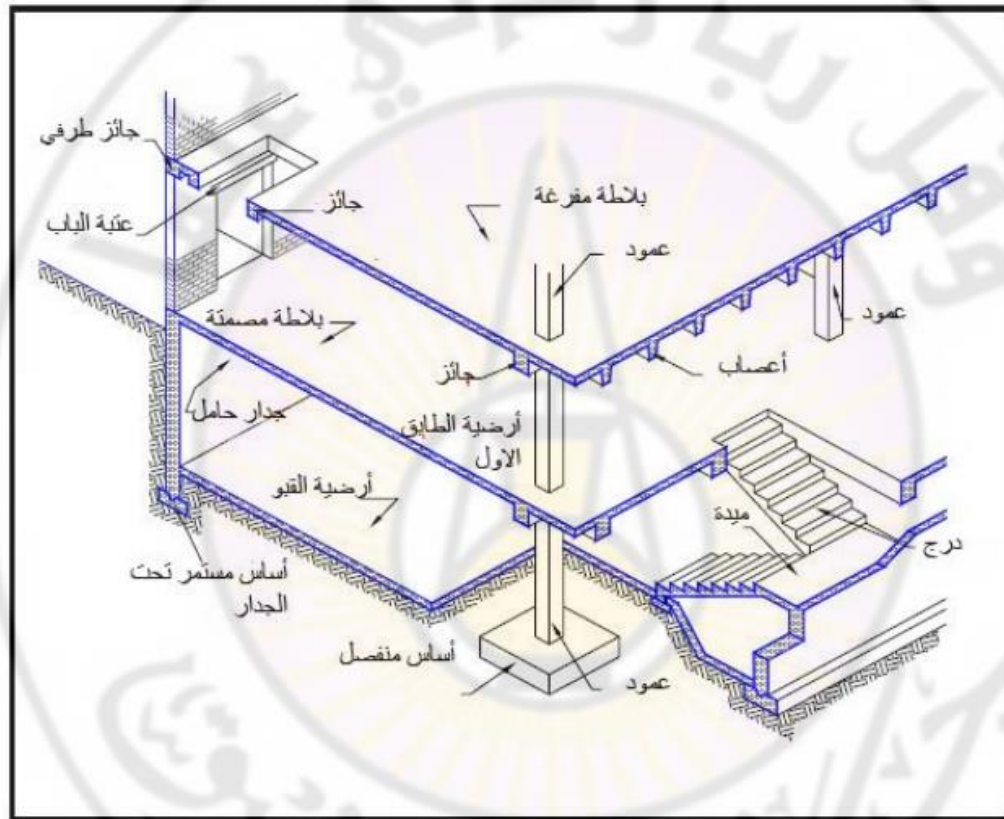 جائز طرفي
عتبة الباب
جائز
بلاطة مفرغة
عمود
عمود
بلاطة مصمتة
أعصاب
جائز
جدار حامل
أرضية الطابق
الاول
أرضية القبو
ميدة
درج
أساس مستمر تحت
الجدار
أساس منفصل
عمود